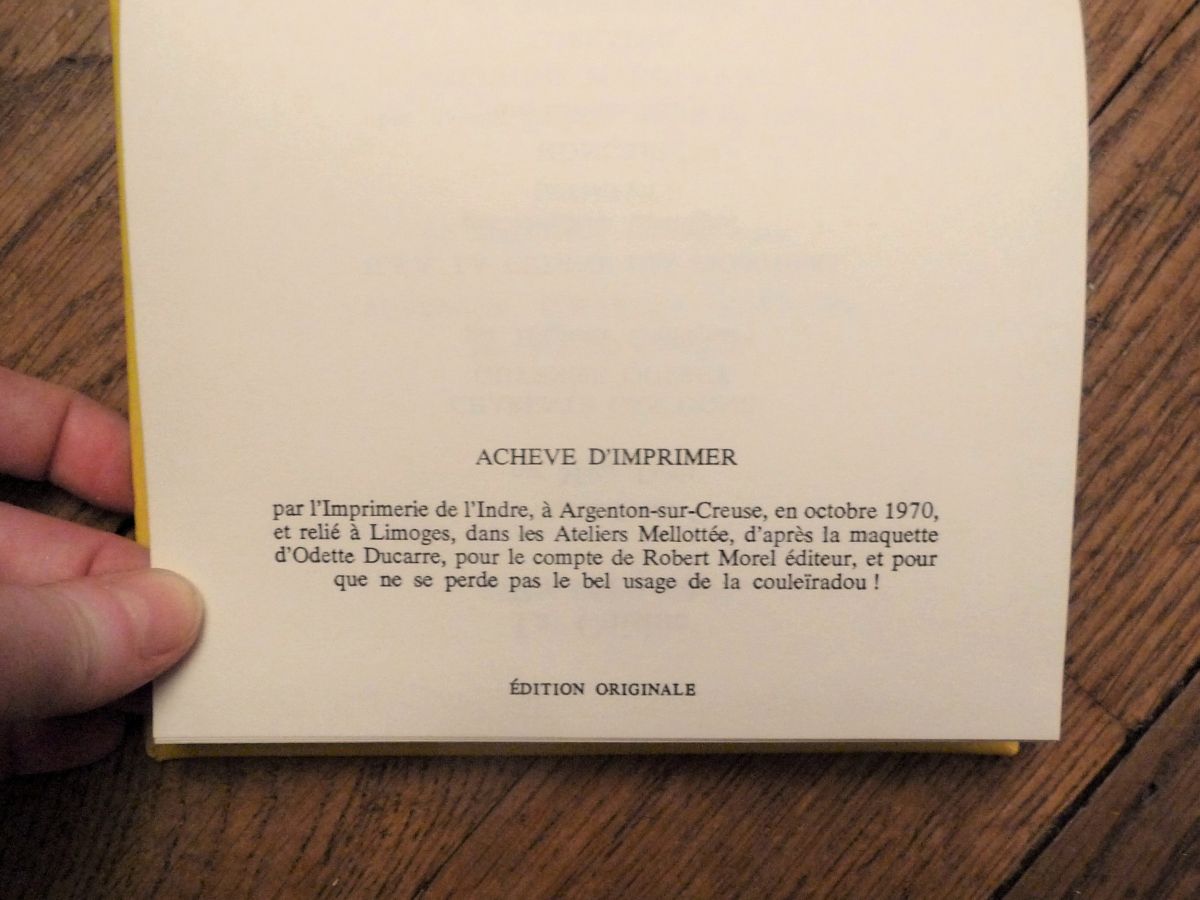 ACHEVE D'IMPRIMER
par l'Imprimerie de l'Indre, à Argenton-sur-Creuse, en octobre 1970,
et relié à Limoges, dans les Ateliers Mellottée, d'après la maquette
d'Odette Ducarre, pour le compte de Robert Morel éditeur, et pour
que ne se perde pas le bel usage de la couleïradou !
ÉDITION ORIGINALE